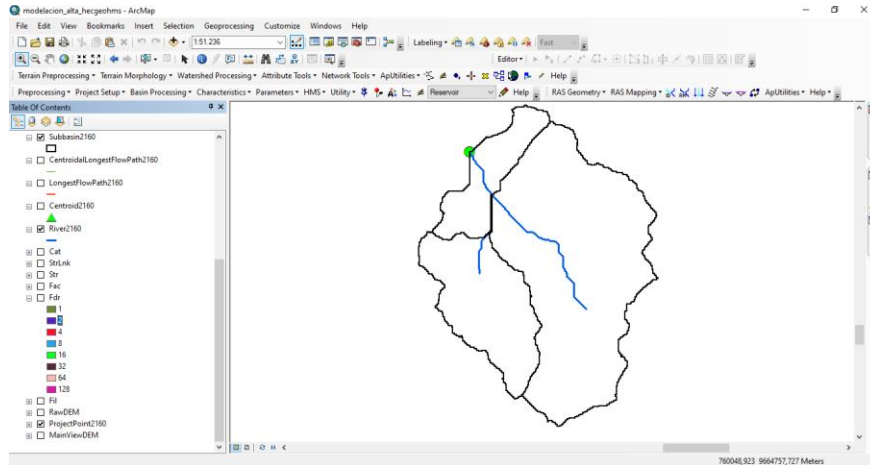 modelacion_alta_hecgeohms - ArcMap
File Edit View Bookmarks Insert Selection Geoprocessing Customize Windows Help
1:51.236 Labeling Fast
Editor
Terrain Preprocessing Terrain Morphology Watershed Processing Attribute Tools Network Tools ApUtilities Help
Preprocessing Project Setup Basin Processing Characteristics Parameters HMS Utility Reservoir Help RAS Geometry RAS Mapping ApUtilities Help
Table Of Contents
Subbasin2160
CentroidalLongestFlowPath2160
LongestFlowPath2160
Centroid2160
River2160
Cat
StrLnk
Str
Fac
Fdr
1
2
4
8
16
32
64
128
Fil
RawDEM
ProjectPoint2160
MainViewDEM
760048,923 9664757,727 Meters